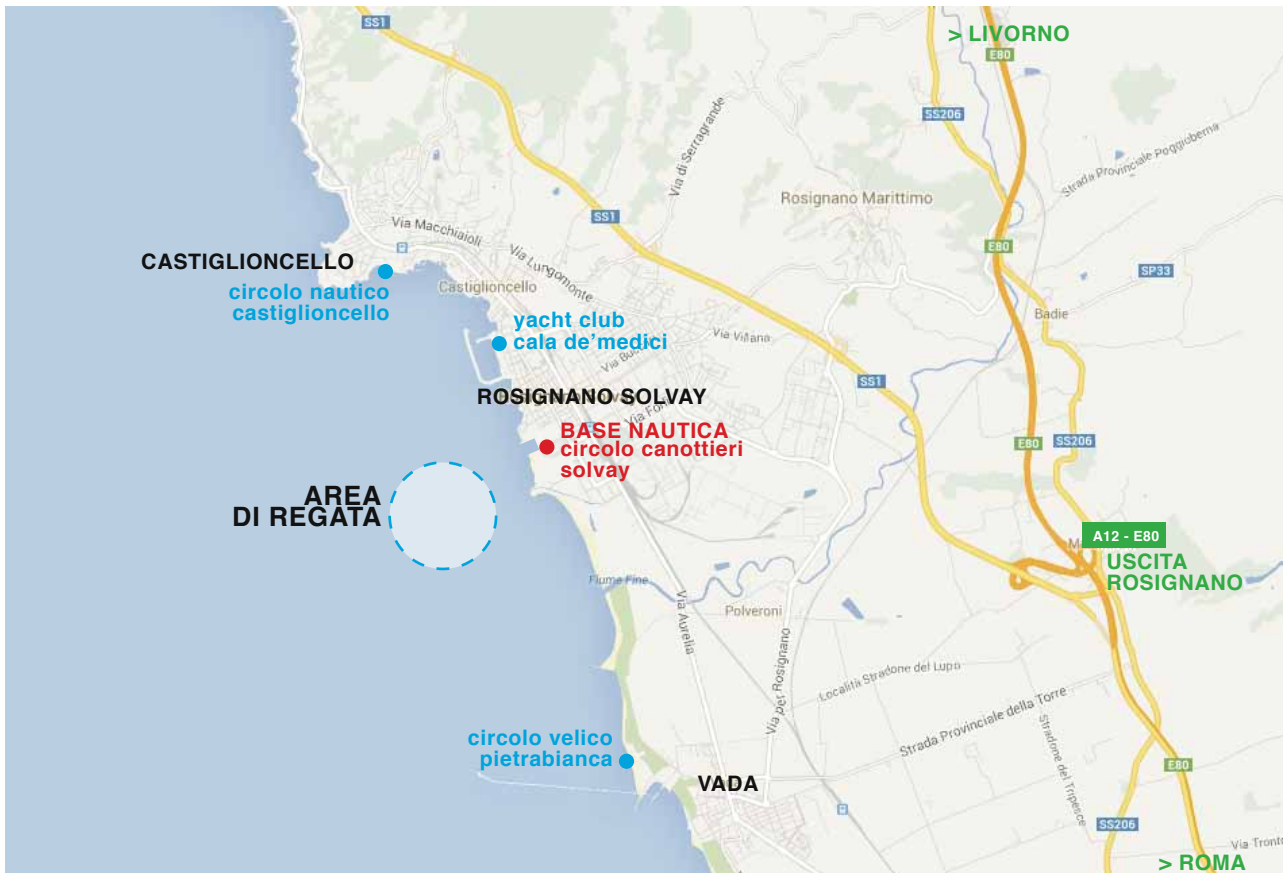 SS1
> LIVORNO
E80
SS206
Via di Serragrande
Strada Provinciale Poggioberna
Rosignano Marittimo
SS1
Via Macchiaioli
E80
CASTIGLIONCELLO
Via Lungomonte
SP33
circolo nautico
castiglioncello
Castiglioncello
Badie
yacht club
cala de'medici
Via Villana
SS1
ROSIGNANO SOLVAY
BASE NAUTICA
circolo canottieri
solvay
E80
SS206
AREA
DI REGATA
A12 - E80
USCITA
ROSIGNANO
Fiume Fine
Via Aurelia
Polveroni
Via per Rosignano
Località Stradone del Lupo
Strada Provinciale della Torre
Stradone del Tripesce
circolo velico
pietrabianca
VADA
E80
SS206
Via Tronto
> ROMA